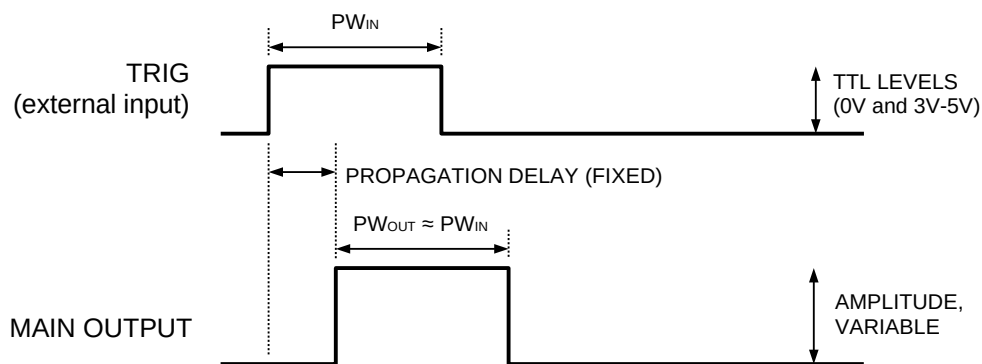 PWIN
TRIG
(external input)
TTL LEVELS
(0V and 3V-5V)
PROPAGATION DELAY (FIXED)
PWOUT ≈ PWIN
MAIN OUTPUT
AMPLITUDE,
VARIABLE